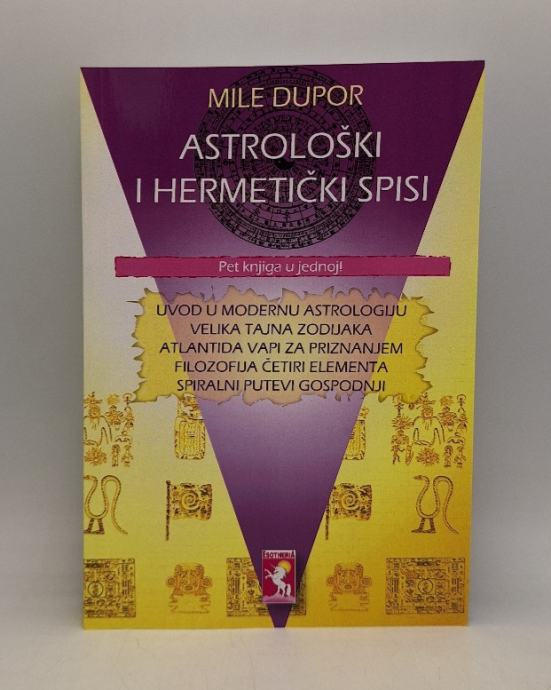 MILE DUPOR
ASTROLOŠKI
I HERMETIČKI SPISI
Pet knjiga u jednoj!
UVOD U MODERNU ASTROLOGIJU
VELIKA TAJNA ZODIJAKA
ATLANTIDA VAPI ZA PRIZNANJEM
FILOZOFIJA ČETIRI ELEMENTA
SPIRALNI PUTEVI GOSPODNJI
ESOTHERIA